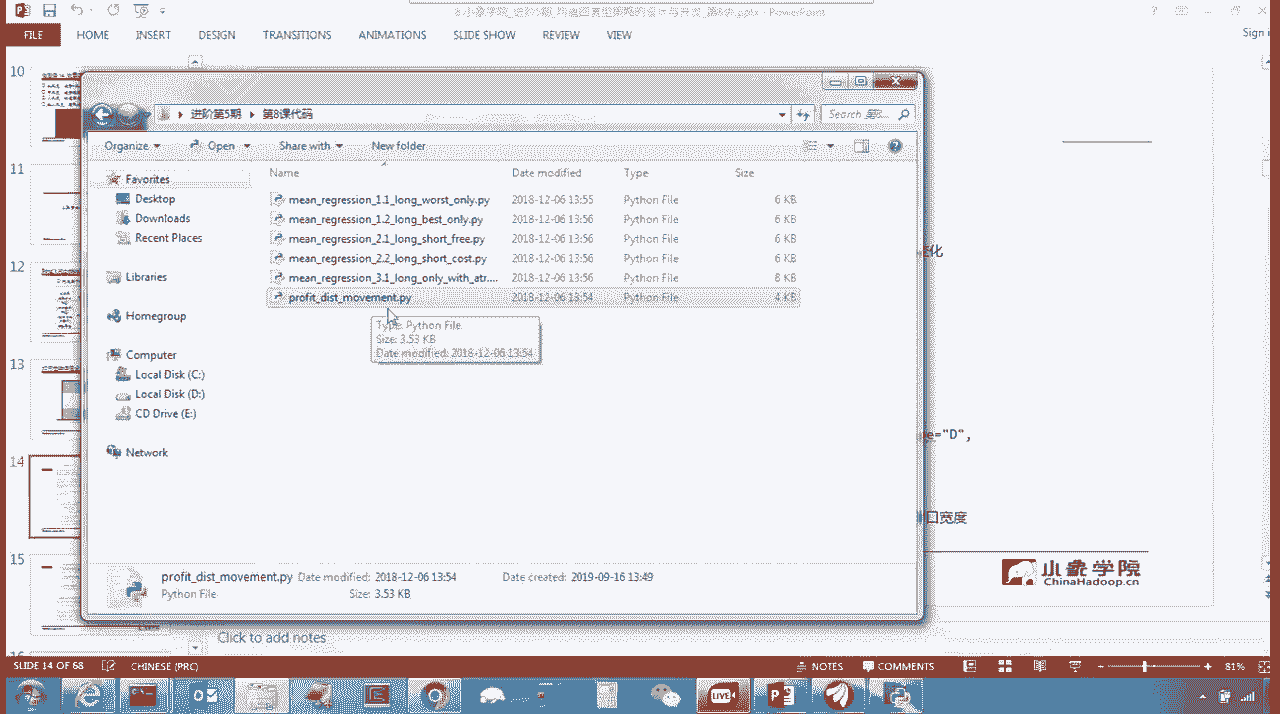 FILE HOME INSERT DESIGN TRANSITIONS ANIMATIONS SLIDE SHOW REVIEW VIEW Sign
10
11
12
13
14
15
进阶第5期 第8课代码 Search
Organize Open Share with New folder
Name Date modified Type Size
Favorites
Desktop
Downloads
Recent Places
Libraries
Homegroup
Computer
Local Disk (C:)
Local Disk (D:)
CD Drive (E:)
Network
mean_regression_1.1_long_worst_only.py 2018-12-06 13:55 Python File 6 KB
mean_regression_1.2_long_best_only.py 2018-12-06 13:56 Python File 6 KB
mean_regression_2.1_long_short_free.py 2018-12-06 13:56 Python File 6 KB
mean_regression_2.2_long_short_cost.py 2018-12-06 13:56 Python File 6 KB
mean_regression_3.1_long_only_with_atr.... 2018-12-06 13:56 Python File 8 KB
profit_dist_movement.py 2018-12-06 13:54 Python File 4 KB
Type: Python File
Size: 3.53 KB
Date modified: 2018-12-06 13:54
化
="D",
口宽度
小象学院
ChinaHadoop.cn
profit_dist_movement.py Date modified: 2018-12-06 13:54 Date created: 2019-09-16 13:49
Python File Size: 3.53 KB
Click to add notes
SLIDE 14 OF 68 CHINESE (PRC) NOTES COMMENTS 81%
LIVE